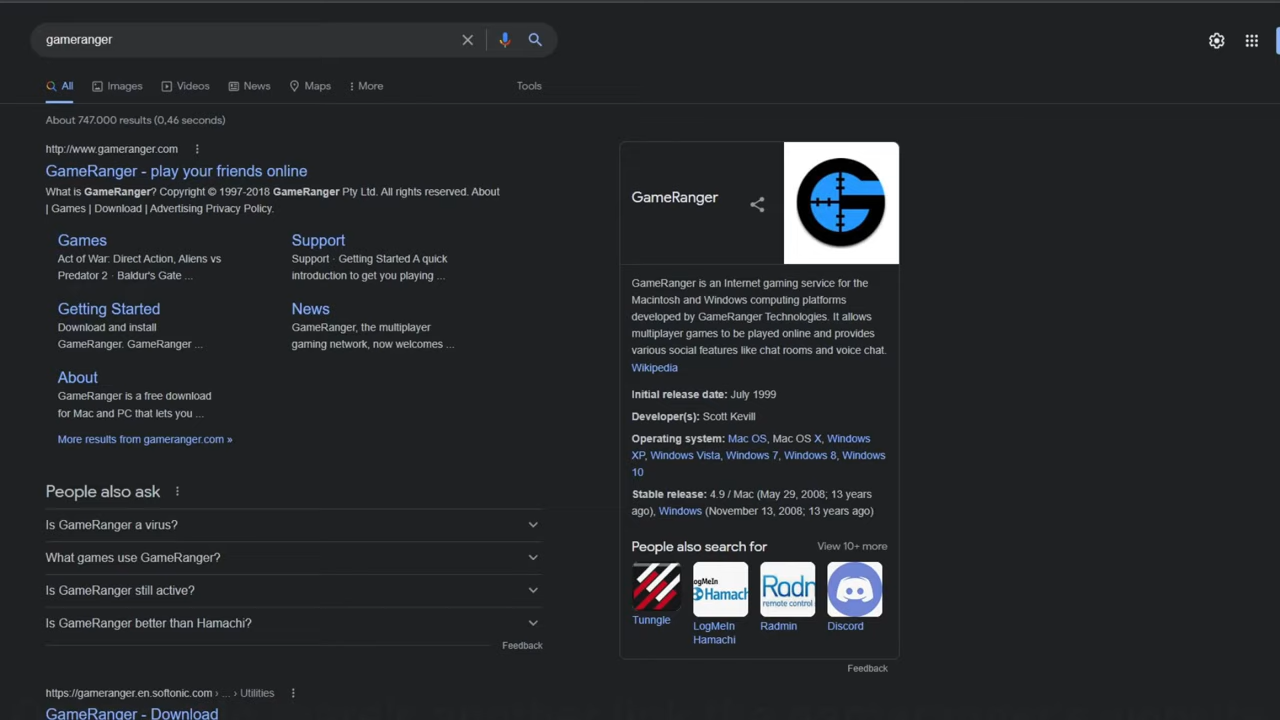 gameranger
All
Images
Videos
News
Maps
More
Tools
About 747.000 results (0,46 seconds)
http://www.gameranger.com
GameRanger - play your friends online
What is GameRanger? Copyright © 1997-2018 GameRanger Pty Ltd. All rights reserved. About
| Games | Download | Advertising Privacy Policy.
Games
Act of War: Direct Action, Aliens vs
Predator 2 · Baldur's Gate ...
Support
Support · Getting Started A quick
introduction to get you playing ...
Getting Started
Download and install
GameRanger. GameRanger ...
News
GameRanger, the multiplayer
gaming network, now welcomes ...
About
GameRanger is a free download
for Mac and PC that lets you ...
More results from gameranger.com »
People also ask
Is GameRanger a virus?
What games use GameRanger?
Is GameRanger still active?
Is GameRanger better than Hamachi?
Feedback
https://gameranger.en.softonic.com › ... › Utilities
GameRanger - Download
GameRanger
GameRanger is an Internet gaming service for the
Macintosh and Windows computing platforms
developed by GameRanger Technologies. It allows
multiplayer games to be played online and provides
various social features like chat rooms and voice chat.
Wikipedia
Initial release date: July 1999
Developer(s): Scott Kevill
Operating system: Mac OS, Mac OS X, Windows
XP, Windows Vista, Windows 7, Windows 8, Windows
10
Stable release: 4.9 / Mac (May 29, 2008; 13 years
ago), Windows (November 13, 2008; 13 years ago)
People also search for
View 10+ more
ogMeIn
Hamach
Radn
remote control
Tunngle
LogMeIn
Hamachi
Radmin
Discord
Feedback